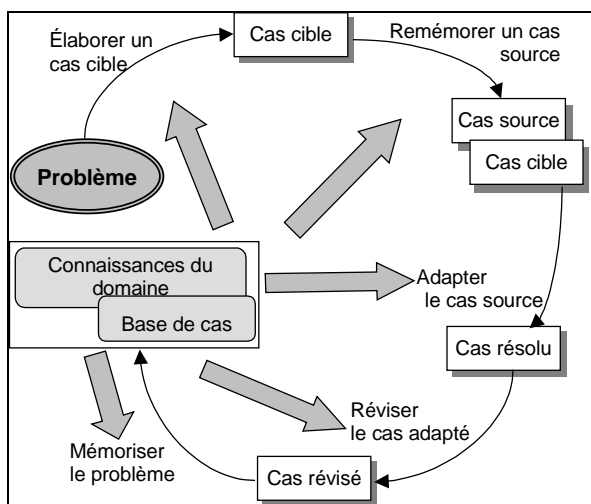 Élaborer un
cas cible
Cas cible
Remémorer un cas
source
Cas source
Cas cible
Problème
Connaissances du
domaine
Base de cas
Adapter
le cas source
Cas résolu
Réviser
le cas adapté
Mémoriser
le problème
Cas révisé